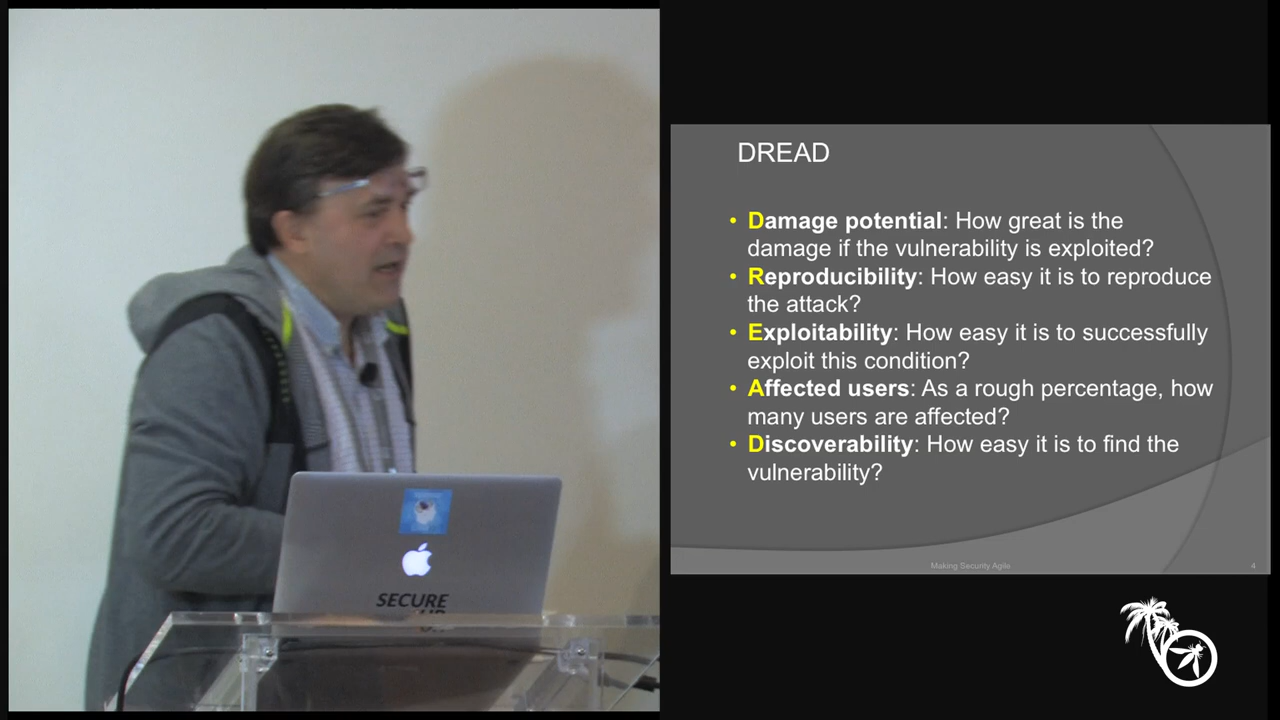 DREAD
• Damage potential: How great is the
damage if the vulnerability is exploited?
• Reproducibility: How easy it is to reproduce
the attack?
• Exploitability: How easy it is to successfully
exploit this condition?
• Affected users: As a rough percentage, how
many users are affected?
• Discoverability: How easy it is to find the
vulnerability?
Making Security Agile
4
SECURE